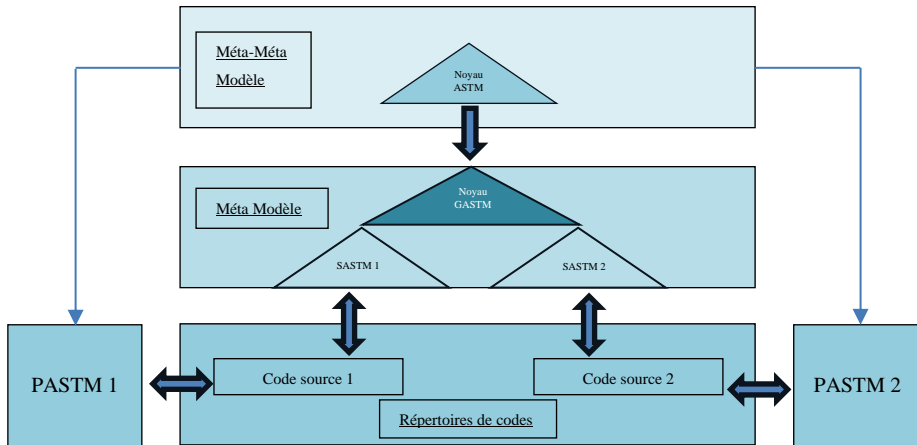 Méta-Méta
Modèle
Noyau
ASTM
Méta Modèle
Noyau
GASTM
SASTM 1
SASTM 2
PASTM 1
Code source 1
Code source 2
PASTM 2
Répertoires de codes